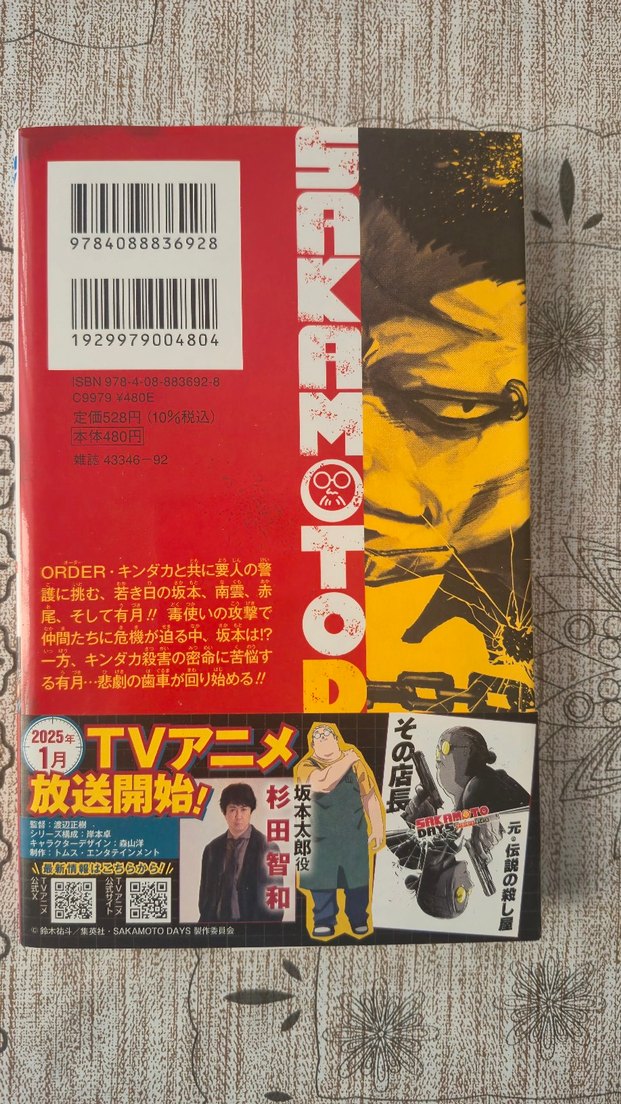 9784088836928
1929979004804
ISBN 978-4-08-883692-8
C9979 ¥480E
定価528円(10%税込)
本体480円
雑誌 43346-92
SAKAMOTO D
ORDER・キンダカと共に要人の警
護に挑む、若き日の坂本、南雲、赤
尾、そして有月!! 毒使いの攻撃で
仲間たちに危機が迫る中、坂本は!?
一方、キンダカ殺害の密命に苦悩す
る有月…悲劇の歯車が回り始める!!
2025年
1月
TVアニメ
放送開始!
監督:渡辺正樹
シリーズ構成:岸本卓
キャラクターデザイン:森山洋
制作:トムス・エンタテインメント
最新情報はこちらから!
TVアニメ
公式X
TVアニメ
公式サイト
坂本太郎役
杉田智和
その店長
SAKAMOTO
DAYS
元・伝説の殺し屋
© 鈴木祐斗/集英社・SAKAMOTO DAYS 製作委員会